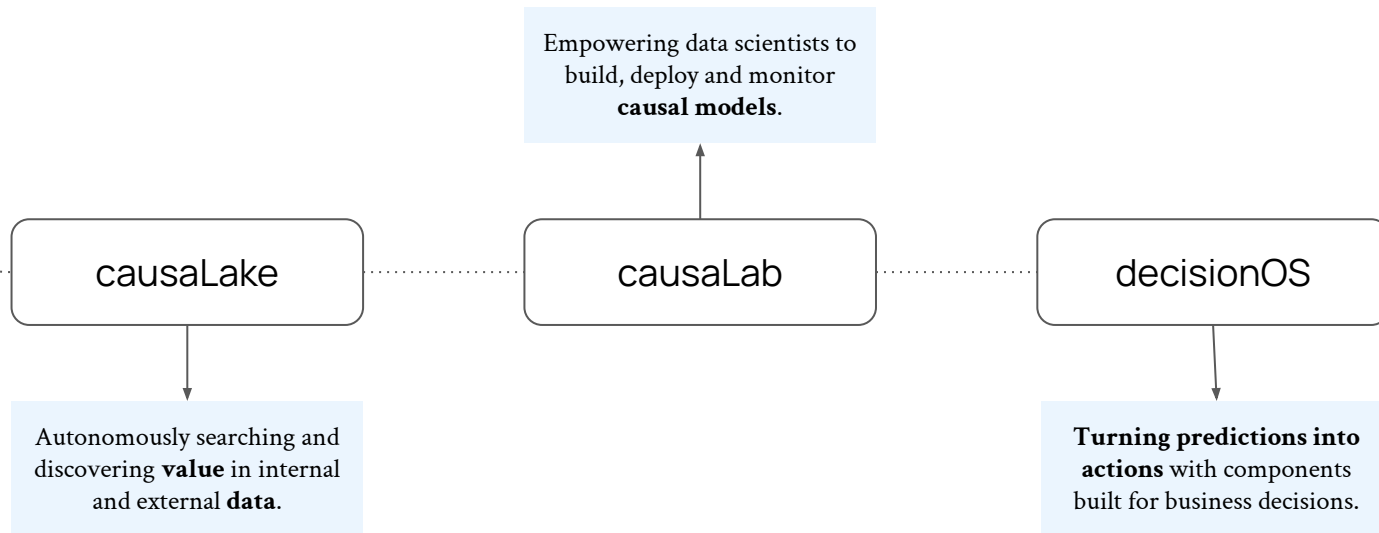 Empowering data scientists to
build, deploy and monitor
causal models.
causaLake
causaLab
decisionOS
Autonomously searching and
discovering value in internal
and external data.
Turning predictions into
actions with components
built for business decisions.